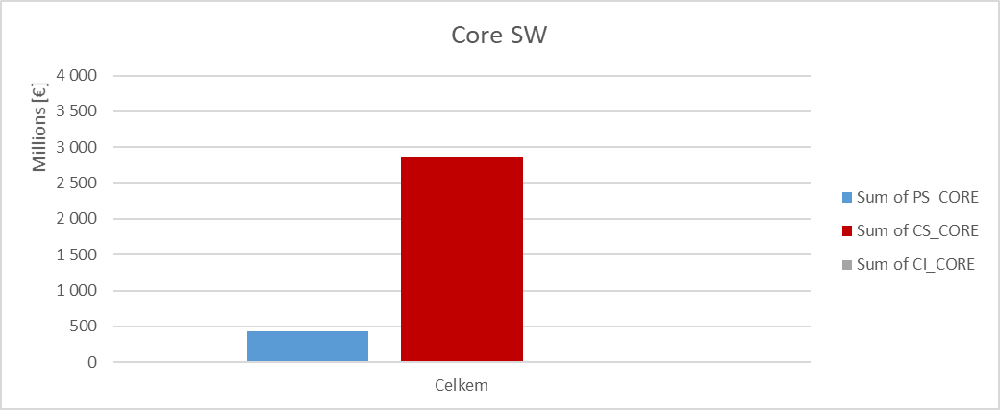 Core SW
Millions [€]
4 000
3 500
3 000
2 500
2 000
1 500
1 000
500
0
Celkem
Sum of PS_CORE
Sum of CS_CORE
Sum of CI_CORE